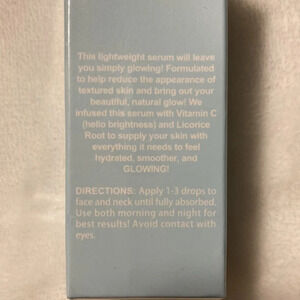 This lightweight serum will leave
you simply glowing! Formulated
to help reduce the appearance of
textured skin and bring out your
beautiful, natural glow! We
infused this serum with Vitamin C
(hello brightness) and Licorice
Root to supply your skin with
everything it needs to feel
hydrated, smoother, and
GLOWING!
DIRECTIONS: Apply 1-3 drops to
face and neck until fully absorbed.
Use both morning and night for
best results! Avoid contact with
eyes.